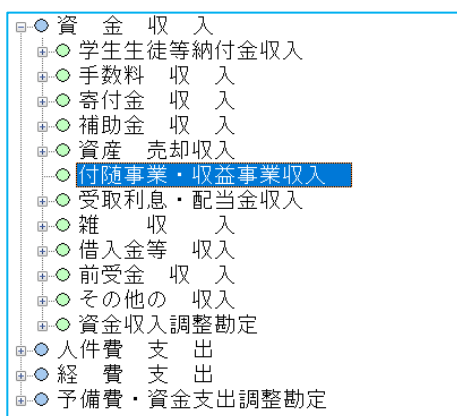 資　金　収　入
学生生徒等納付金収入
手数料　収　入
寄付金　収　入
補助金　収　入
資産　売却収入
付随事業・収益事業収入
受取利息・配当金収入
雑　　収　　入
借入金等　収入
前受金　収　入
その他の　収入
資金収入調整勘定
人件費　支　出
経　費　支　出
予備費・資金支出調整勘定